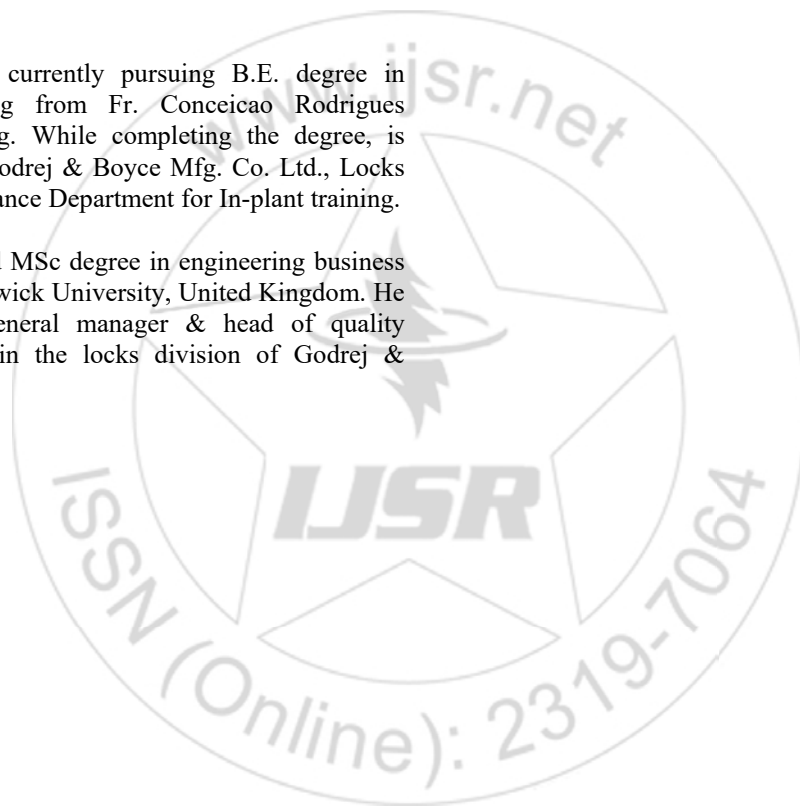 currently pursuing B.E. degree in
g from Fr. Conceicao Rodrigues
g. While completing the degree, is
odrej & Boyce Mfg. Co. Ltd., Locks
ance Department for In-plant training.
MSc degree in engineering business
wick University, United Kingdom. He
eneral manager & head of quality
in the locks division of Godrej &
www.ijsr.net
IJSR
ISSN (Online): 2319-7064